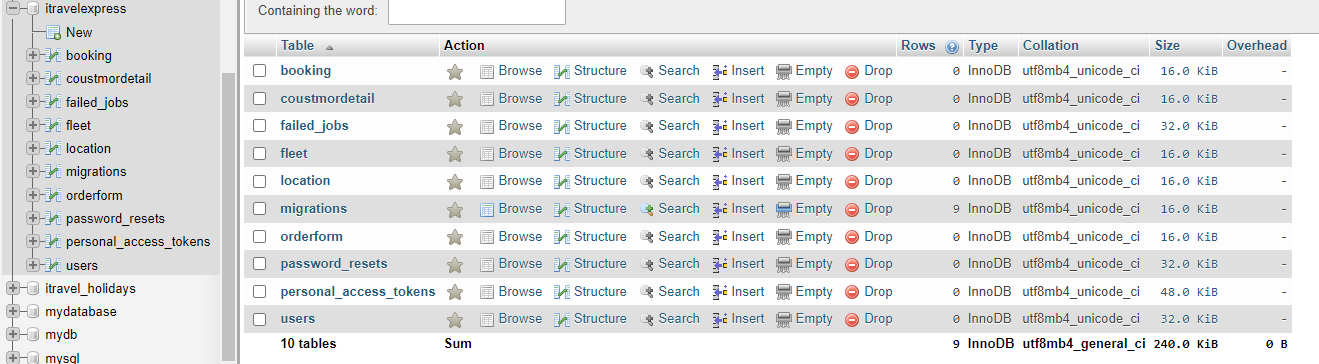 itravelexpress
New
booking
coustmordetail
failed_jobs
fleet
location
migrations
orderform
password_resets
personal_access_tokens
users
itravel_holidays
mydatabase
mydb
mysql
Containing the word:
Table Action Rows Type Collation Size Overhead
booking Browse Structure Search Insert Empty Drop 0 InnoDB utf8mb4_unicode_ci 16.0 KiB -
coustmordetail Browse Structure Search Insert Empty Drop 0 InnoDB utf8mb4_unicode_ci 16.0 KiB -
failed_jobs Browse Structure Search Insert Empty Drop 0 InnoDB utf8mb4_unicode_ci 32.0 KiB -
fleet Browse Structure Search Insert Empty Drop 0 InnoDB utf8mb4_unicode_ci 16.0 KiB -
location Browse Structure Search Insert Empty Drop 0 InnoDB utf8mb4_unicode_ci 16.0 KiB -
migrations Browse Structure Search Insert Empty Drop 9 InnoDB utf8mb4_unicode_ci 16.0 KiB -
orderform Browse Structure Search Insert Empty Drop 0 InnoDB utf8mb4_unicode_ci 16.0 KiB -
password_resets Browse Structure Search Insert Empty Drop 0 InnoDB utf8mb4_unicode_ci 32.0 KiB -
personal_access_tokens Browse Structure Search Insert Empty Drop 0 InnoDB utf8mb4_unicode_ci 48.0 KiB -
users Browse Structure Search Insert Empty Drop 0 InnoDB utf8mb4_unicode_ci 32.0 KiB -
10 tables Sum 9 InnoDB utf8mb4_general_ci 240.0 KiB 0 B